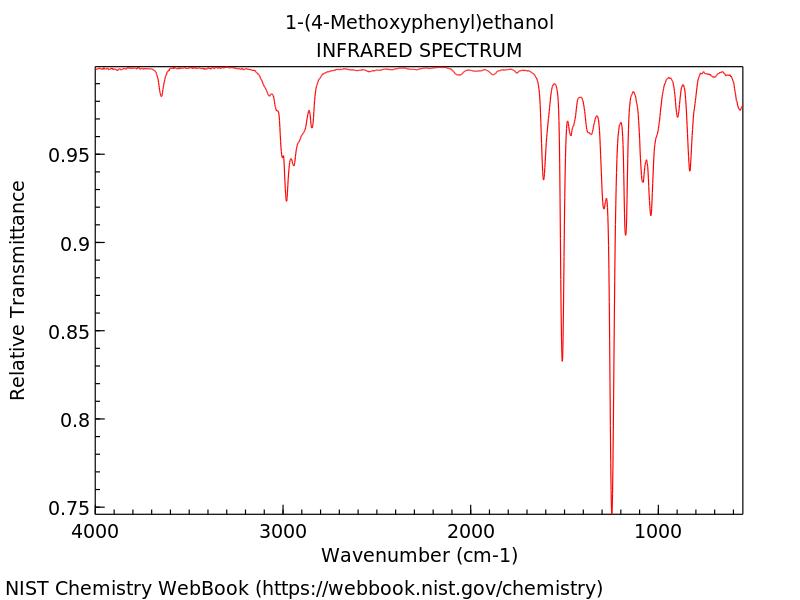 1-(4-Methoxyphenyl)ethanol
INFRARED SPECTRUM
Relative Transmittance
0.95
0.9
0.85
0.8
0.75
4000
3000
2000
1000
Wavenumber (cm-1)
NIST Chemistry WebBook (https://webbook.nist.gov/chemistry)